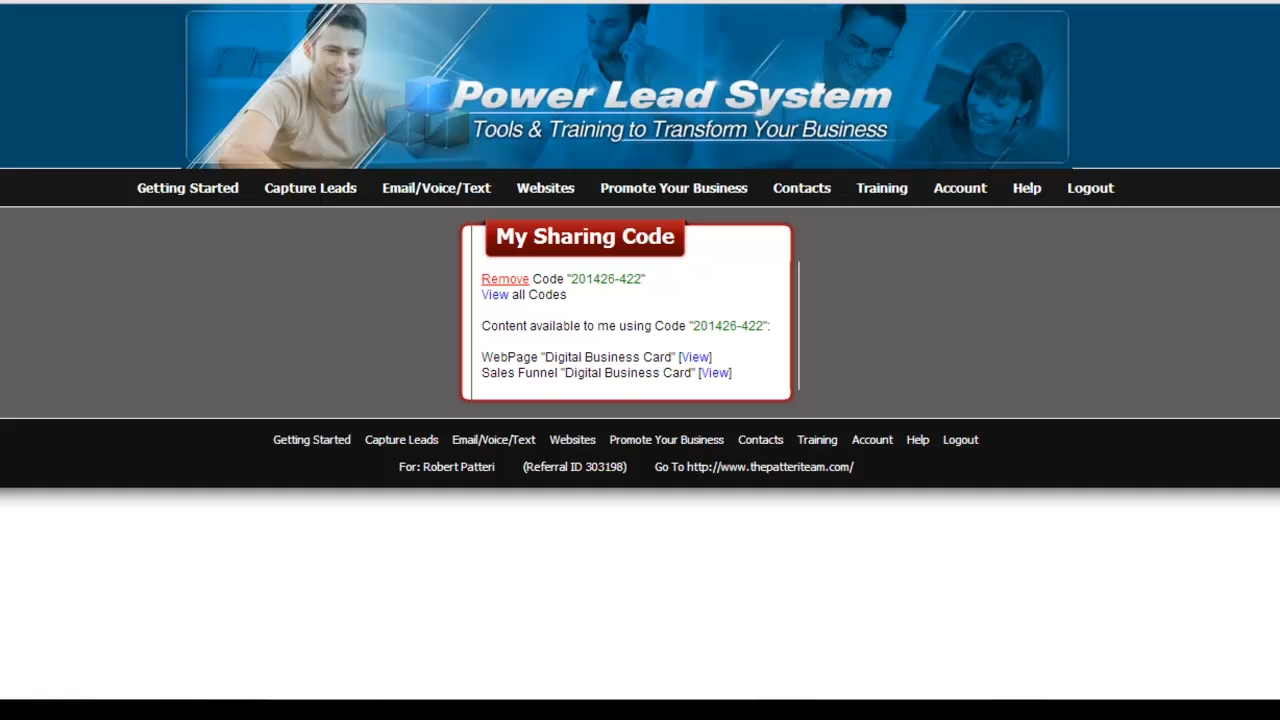 Power Lead System
Tools & Training to Transform Your Business
Getting Started Capture Leads Email/Voice/Text Websites Promote Your Business Contacts Training Account Help Logout
My Sharing Code
Remove Code "201426-422"
View all Codes
Content available to me using Code "201426-422":
WebPage "Digital Business Card" [View]
Sales Funnel "Digital Business Card" [View]
Getting Started Capture Leads Email/Voice/Text Websites Promote Your Business Contacts Training Account Help Logout
For: Robert Patteri (Referral ID 303198) Go To http://www.thepatteriteam.com/